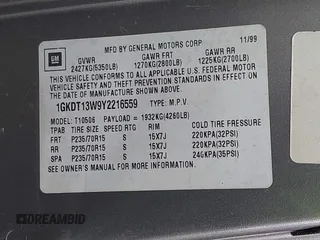 GM
MFD BY GENERAL MOTORS CORP 11/99
GVWR GAWR FRT GAWR RR
2427KG(5350LB) 1270KG(2800LB) 1225KG(2700LB)
THIS VEHICLE CONFORMS TO ALL APPLICABLE U.S. FEDERAL
MOTOR VEHICLE SAFETY AND THEFT PREVENTION STANDARDS IN EFFECT
ON THE DATE OF MANUFACTURE SHOWN ABOVE.
1GKDT13W9Y2216559 TYPE: M.P.V.
MODEL: T10506 PAYLOAD = 1932KG(4260LB)
TPAB TIRE SIZE SPEED RTG RIM COLD TIRE PRESSURE
FRT P235/70R15 S 15X7J 220KPA(32PSI)
RR P235/70R15 S 15X7J 220KPA(32PSI)
SPA P235/70R15 S 15X7J 240KPA(35PSI)
SEE OWNER'S MANUAL FOR MORE INFORMATION.
DREAMBID